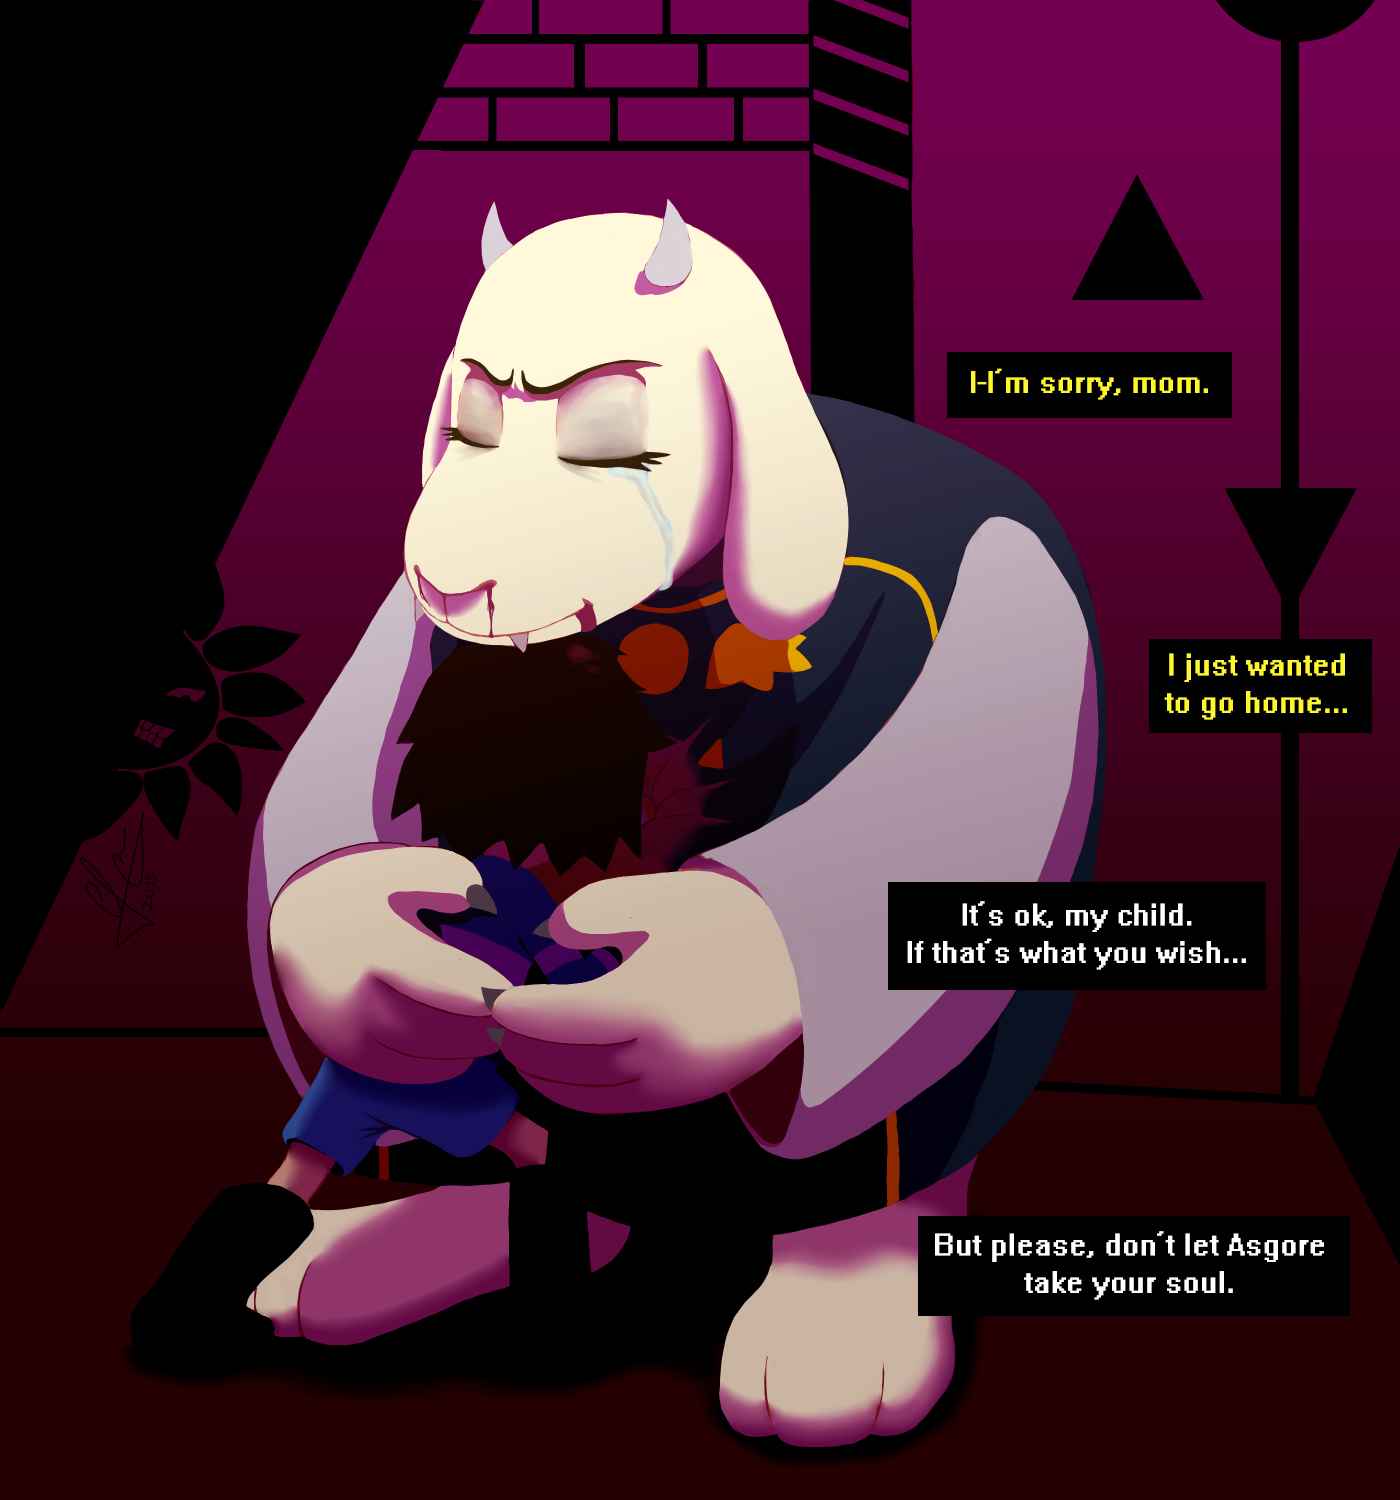 I-I´m sorry, mom.
I just wanted
to go home...
It´s ok, my child.
If that´s what you wish...
But please, don´t let Asgore
take your soul.